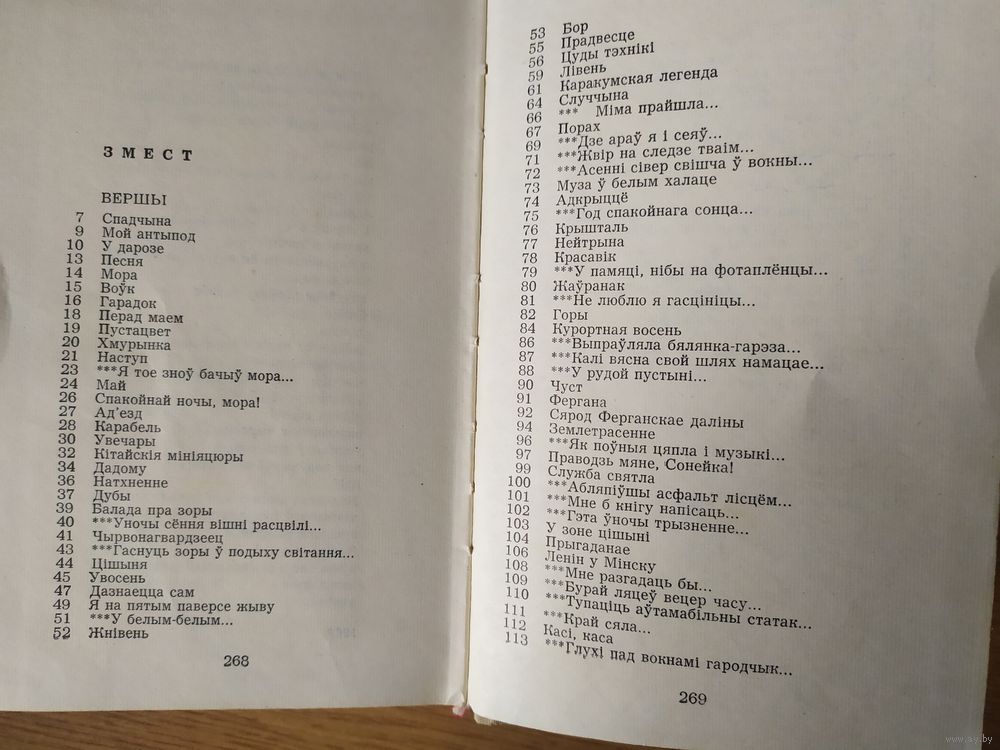 ЗМЕСТ
ВЕРШЫ
7 Спадчына
9 Мой антыпод
10 У дарозе
13 Песня
14 Мора
15 Воўк
16 Гарадок
18 Перад маем
19 Пустацвет
20 Хмурынка
21 Наступ
23 ***Я тое зноў бачыў мора...
24 Май
26 Спакойнай ночы, мора!
27 Ад'езд
28 Карабель
30 Увечары
32 Кітайскія мініяцюры
34 Дадому
36 Натхненне
37 Дубы
39 Балада пра зоры
40 ***Уночы сёння вішні расцвілі...
41 Чырвонагвардзеец
43 ***Гаснуць зоры ў подыху світання...
44 Цішыня
45 Увосень
47 Дазнаецца сам
49 Я на пятым паверсе жыву
51 ***У белым-белым...
52 Жнівень
268
53 Бор
55 Прадвесце
56 Цуды тэхнікі
59 Лівень
61 Каракумская легенда
64 Случчына
66 *** Міма прайшла...
67 Порах
69 ***Дзе араў я і сеяў...
71 ***Жвір на следзе тваім...
72 ***Асенні сівер свішча ў вокны...
73 Муза ў белым халаце
74 Адкрыццё
75 ***Год спакойнага сонца...
76 Крышталь
77 Нейтрына
78 Красавік
79 ***У памяці, нібы на фотаплёнцы...
80 Жаўранак
81 ***Не люблю я гасцініцы...
82 Горы
84 Курортная восень
86 ***Выпраўляла бялянка-гарэза...
87 ***Калі вясна свой шлях намацае...
88 ***У рудой пустыні...
90 Чуст
91 Фергана
92 Сярод Ферганскае даліны
94 Землетрасенне
96 ***Як поўныя цяпла і музыкі...
97 Праводзь мяне, Сонейка!
99 Служба святла
100 ***Абляпіўшы асфальт лісцём...
101 ***Мне б кнігу напісаць...
102 ***Гэта ўночы трызненне...
103 У зоне цішыні
104 Прыгаданае
106 Ленін у Мінску
108 ***Мне разгадаць бы...
109 ***Бурай ляцеў вецер часу...
110 ***Тупаціць аўтамабільны статак...
111 ***Край сяла...
112 Касі, каса
113 ***Глухі пад вокнамі гародчык...
269
www.ay.by